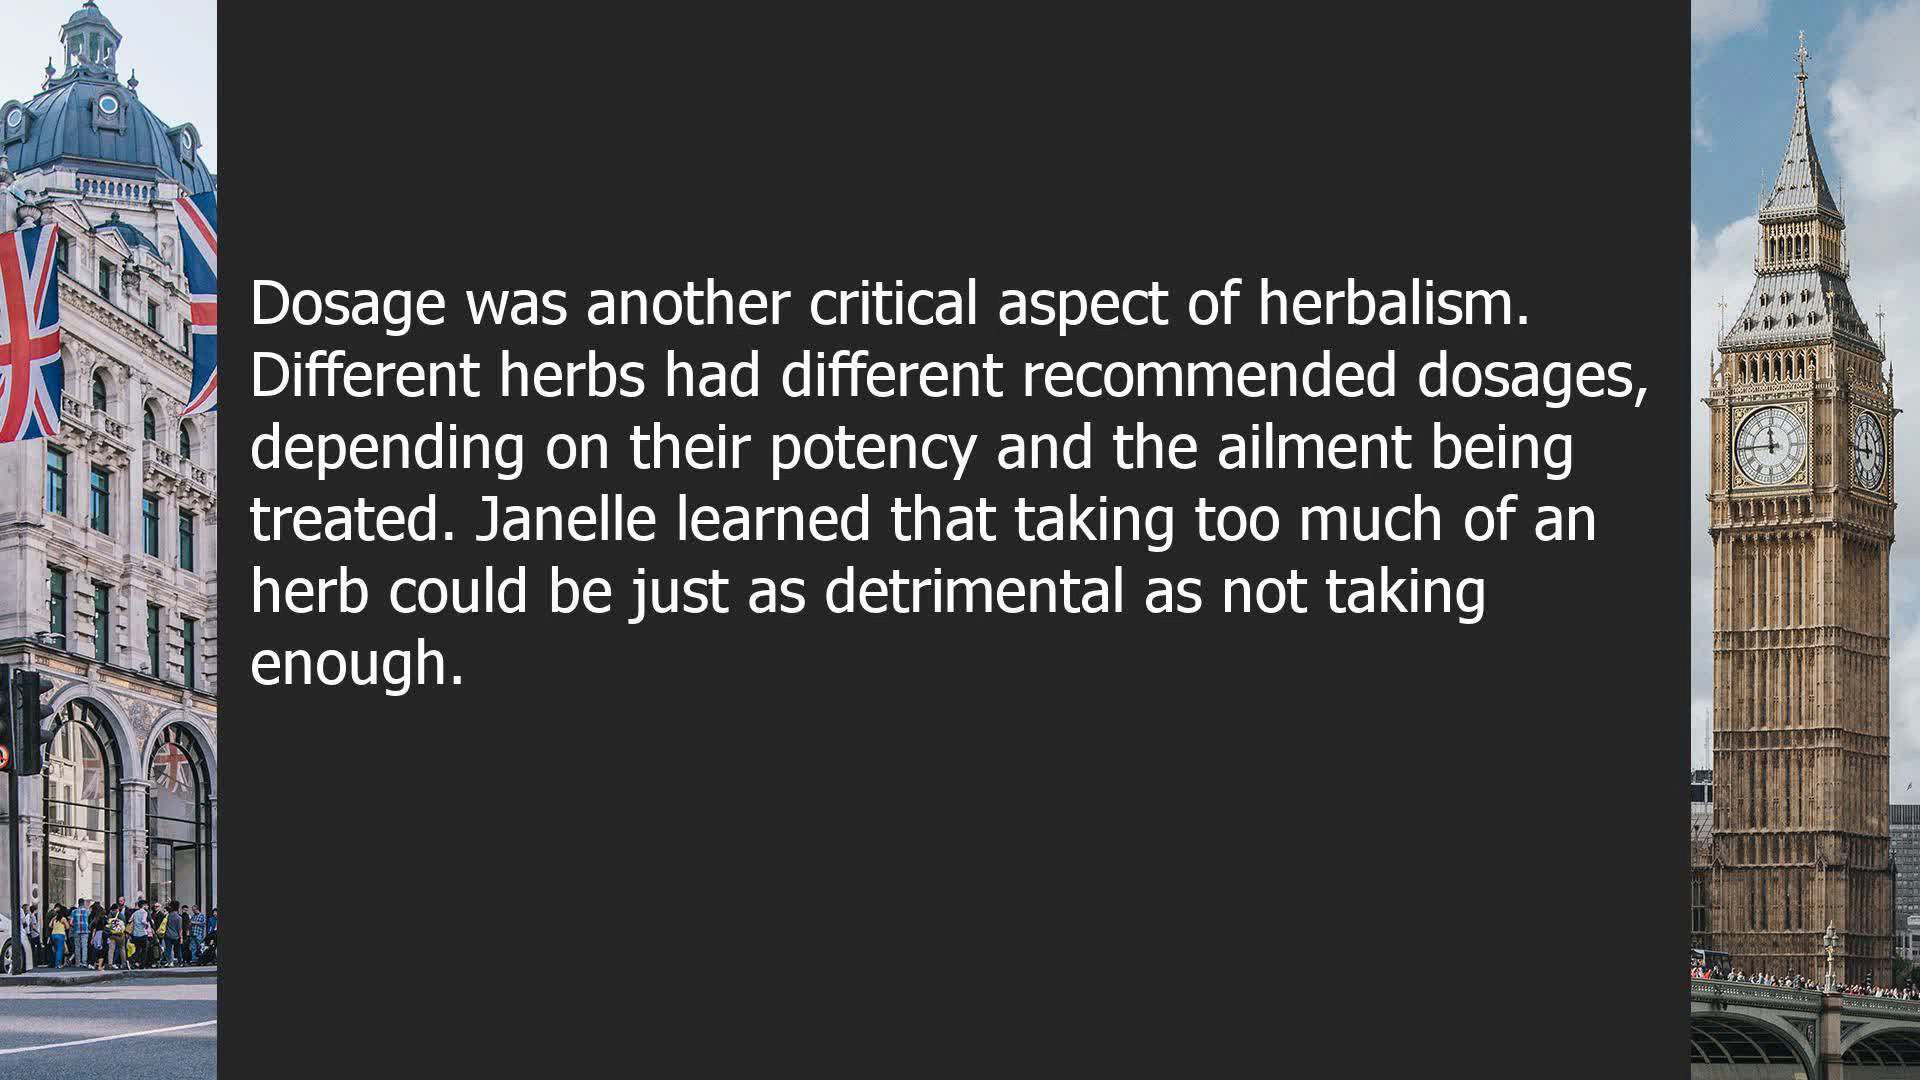 Dosage was another critical aspect of herbalism.
Different herbs had different recommended dosages,
depending on their potency and the ailment being
treated. Janelle learned that taking too much of an
herb could be just as detrimental as not taking
enough.